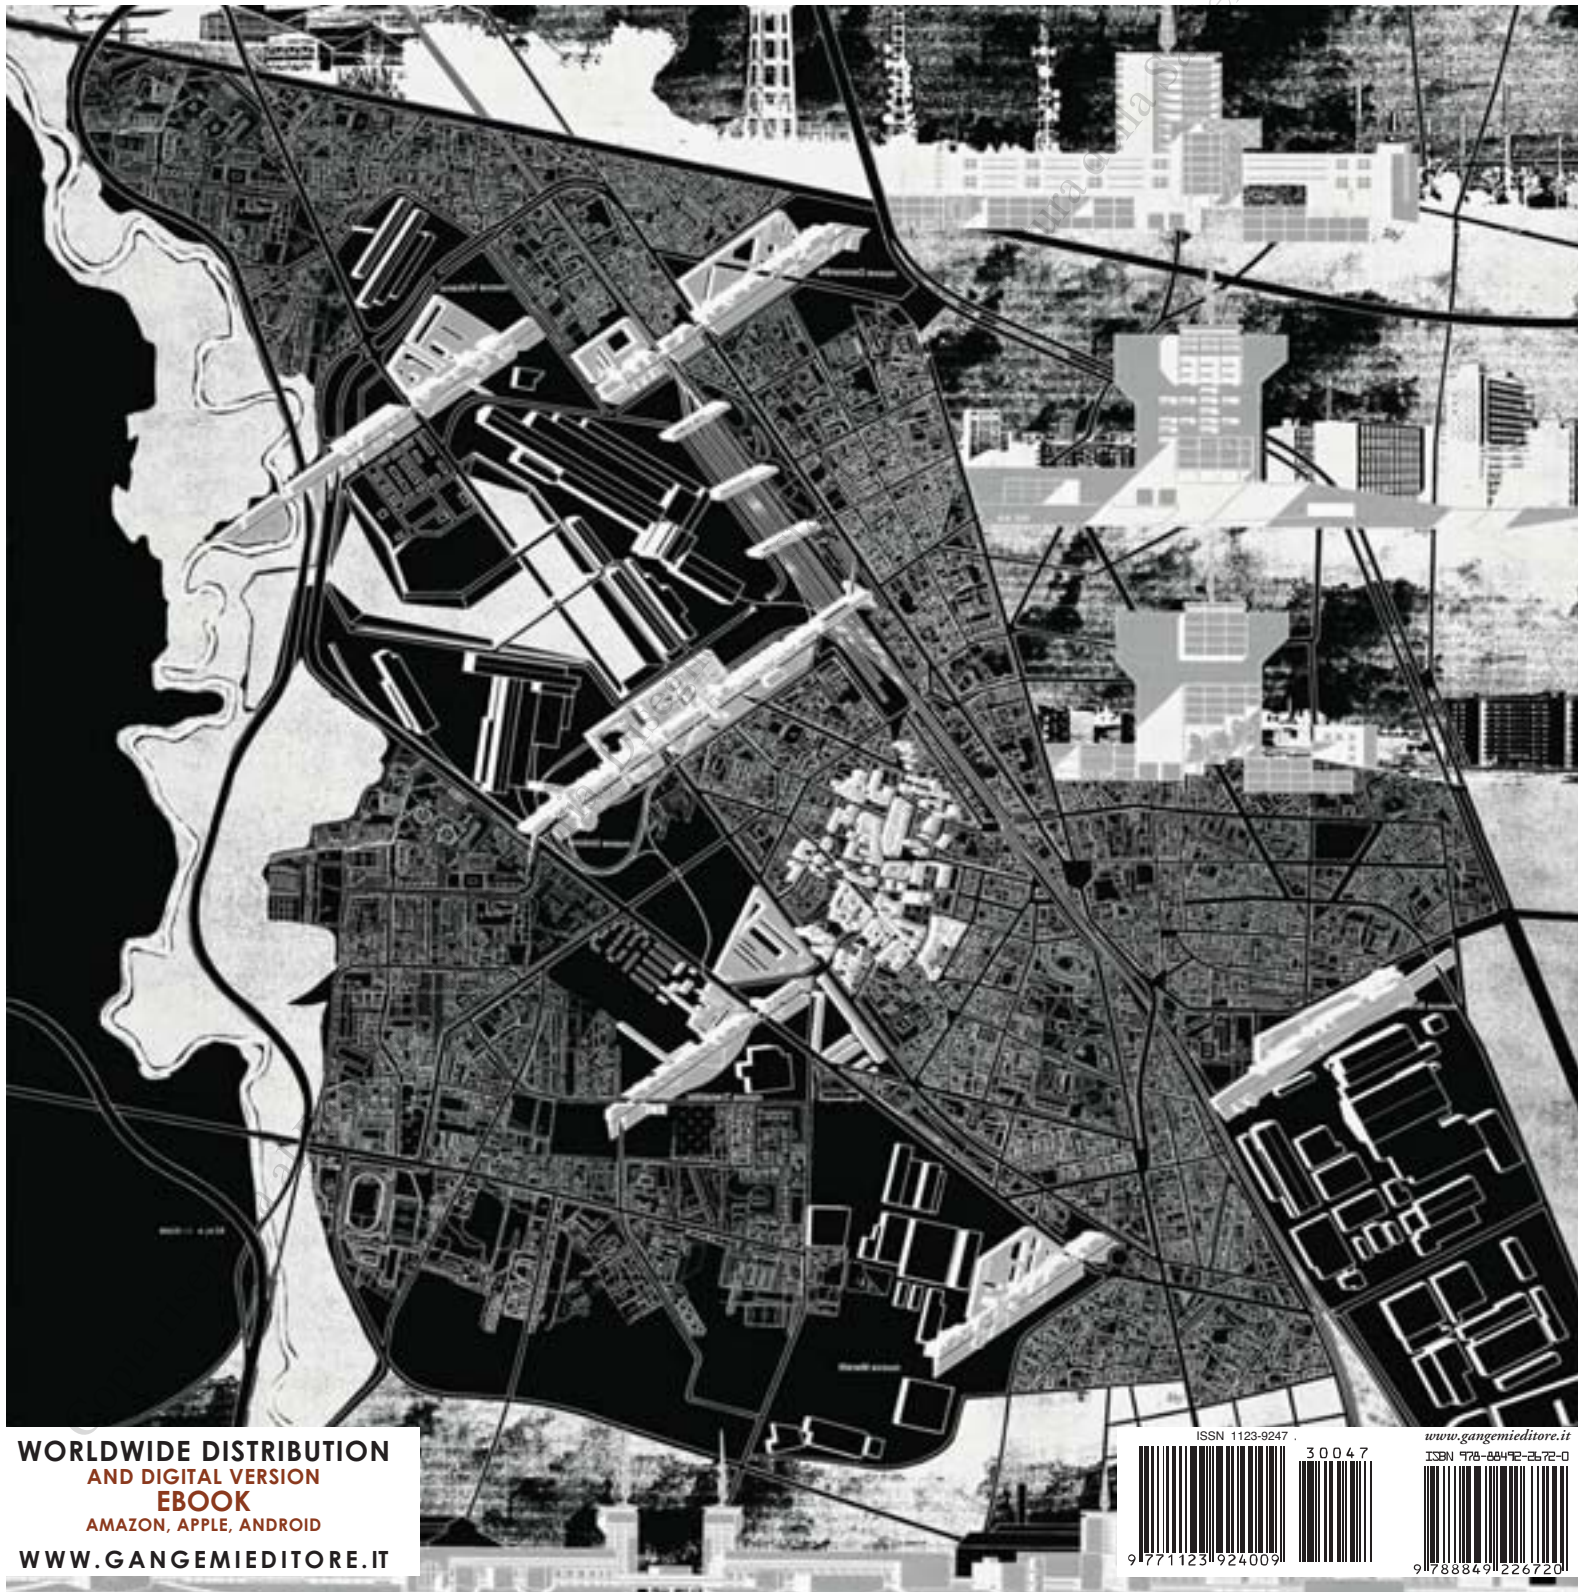 WORLDWIDE DISTRIBUTION
AND DIGITAL VERSION
EBOOK
AMAZON, APPLE, ANDROID
WWW.GANGEMIEDITORE.IT
ISSN 1123-9247 .
30047
9 771123 924009
www.gangemieditore.it
ISBN 978-88492-2672-0
9 788849 226720